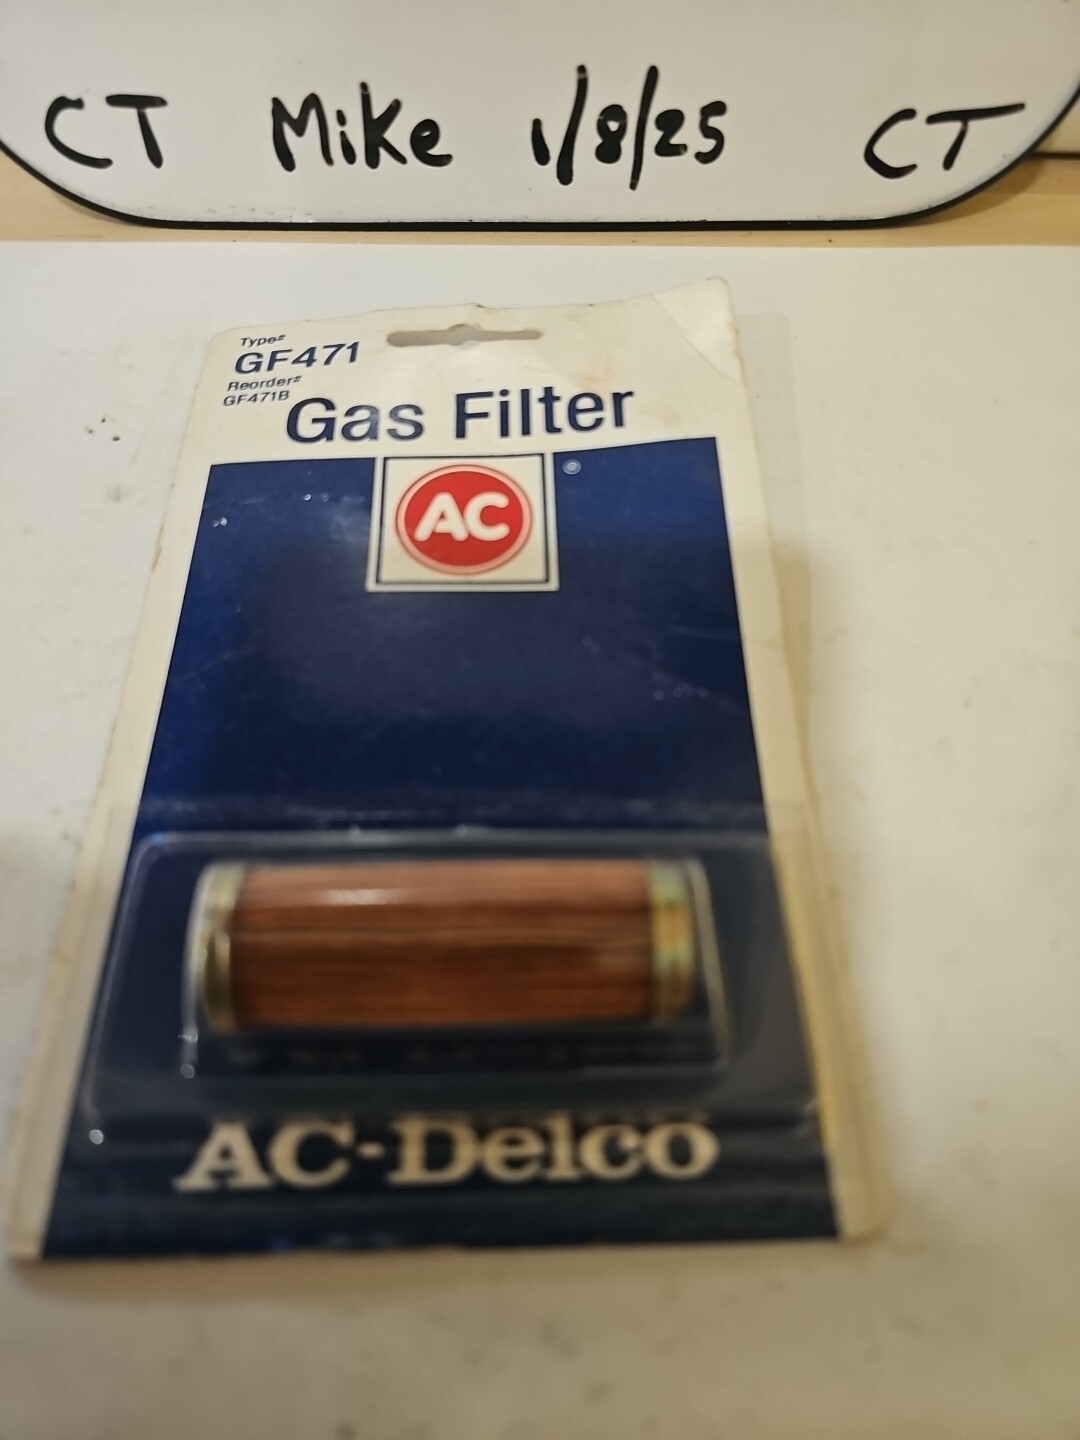 CT Mike 1/8/25 CT
Type#
GF471
Reorder#
GF471B
Gas Filter
AC ®
AC-Delco